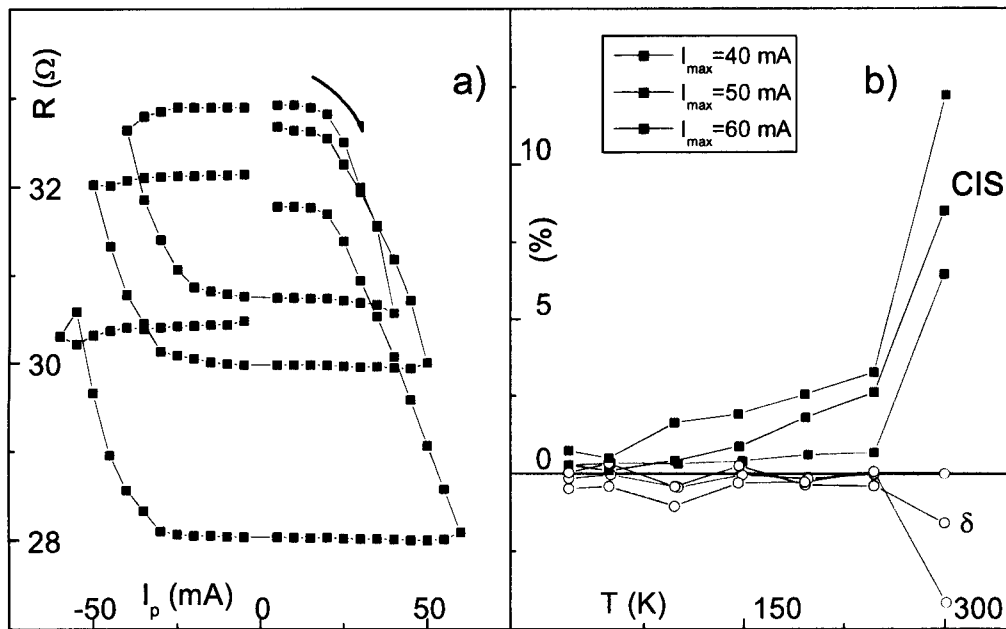 R (Ω)
32
30
28
a)
-50
I_p (mA)
0
50
I_max=40 mA
I_max=50 mA
I_max=60 mA
b)
10
5
0
(%)
CIS
δ
T (K)
150
300